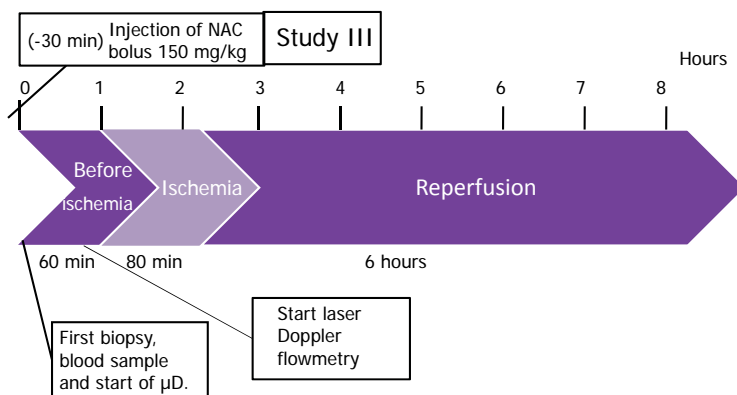 (-30 min) Injection of NAC
bolus 150 mg/kg
Study III
Hours
0 1 2 3 4 5 6 7 8
Before
ischemia
Ischemia
Reperfusion
60 min 80 min 6 hours
First biopsy,
blood sample
and start of µD.
Start laser
Doppler
flowmetry